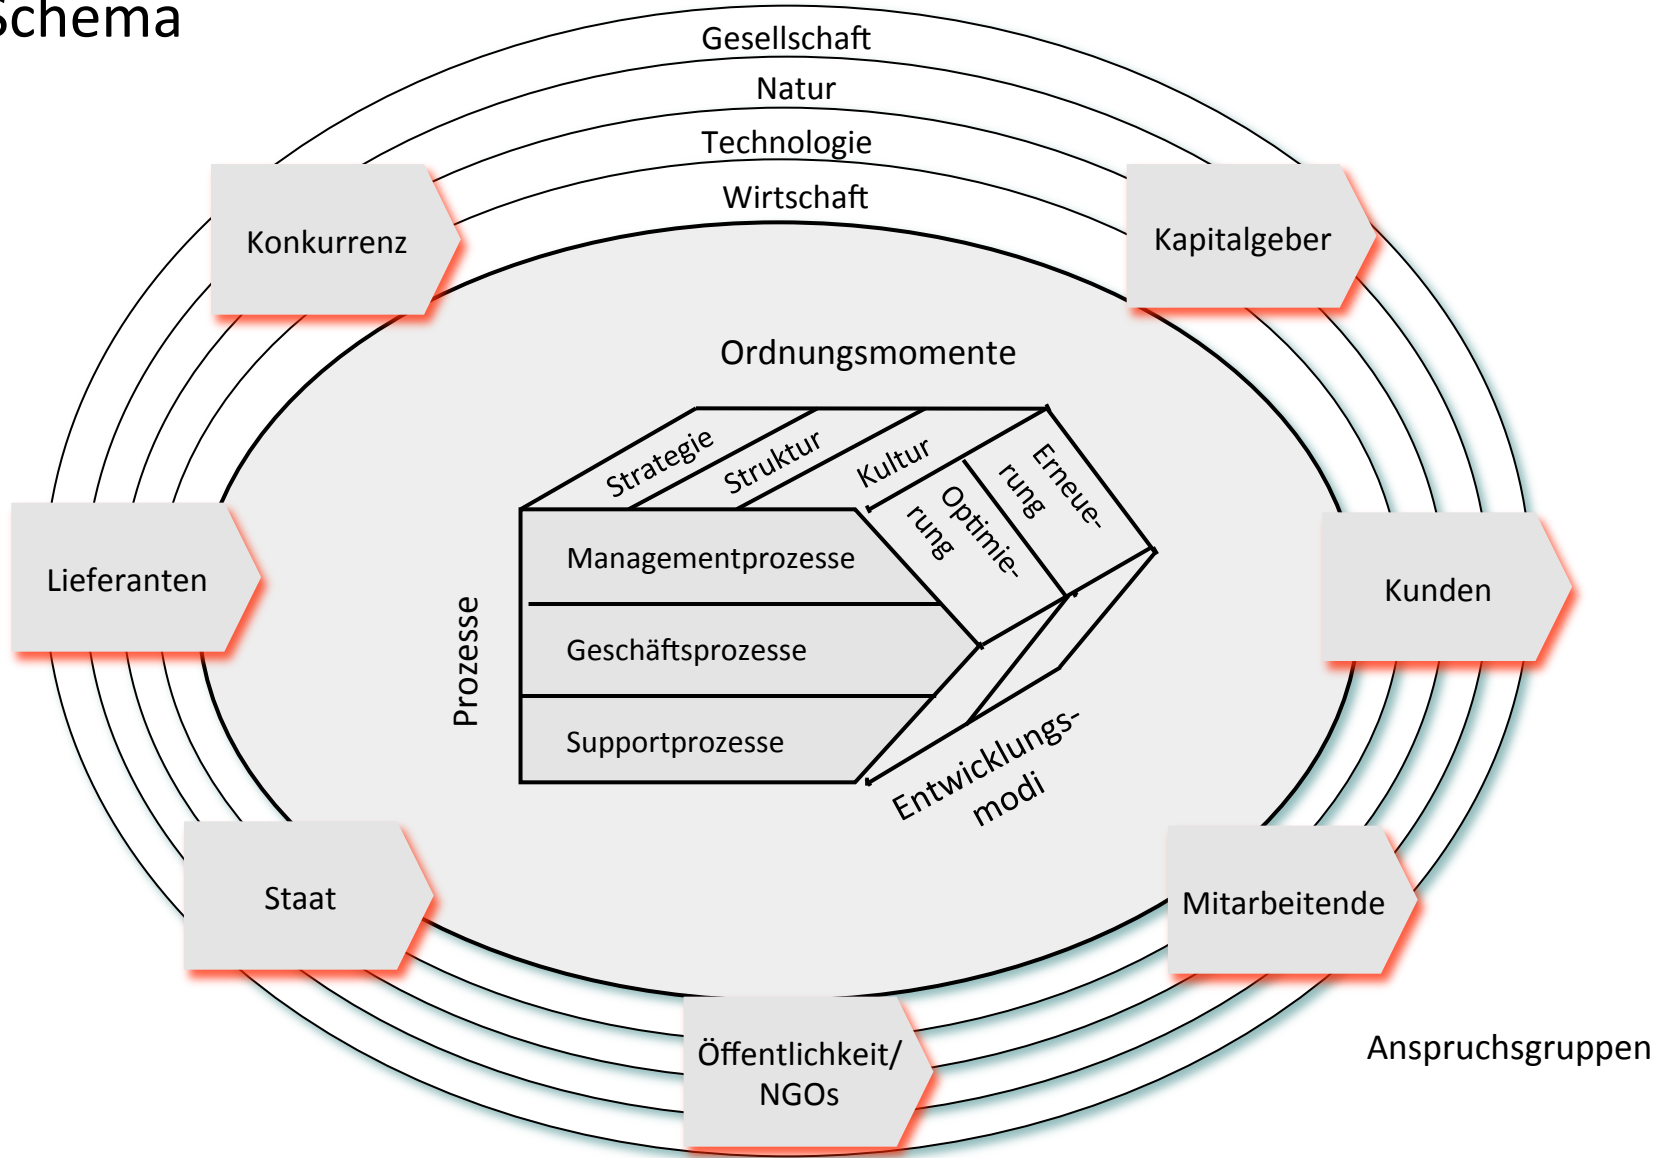 Schema
Gesellschaft
Natur
Technologie
Wirtschaft
Konkurrenz
Kapitalgeber
Ordnungsmomente
Strategie
Struktur
Kultur
Optimie-
rung
Erneue-
rung
Lieferanten
Prozesse
Managementprozesse
Geschäftsprozesse
Supportprozesse
Kunden
Entwicklungs-
modi
Staat
Mitarbeitende
Öffentlichkeit/
NGOs
Anspruchsgruppen